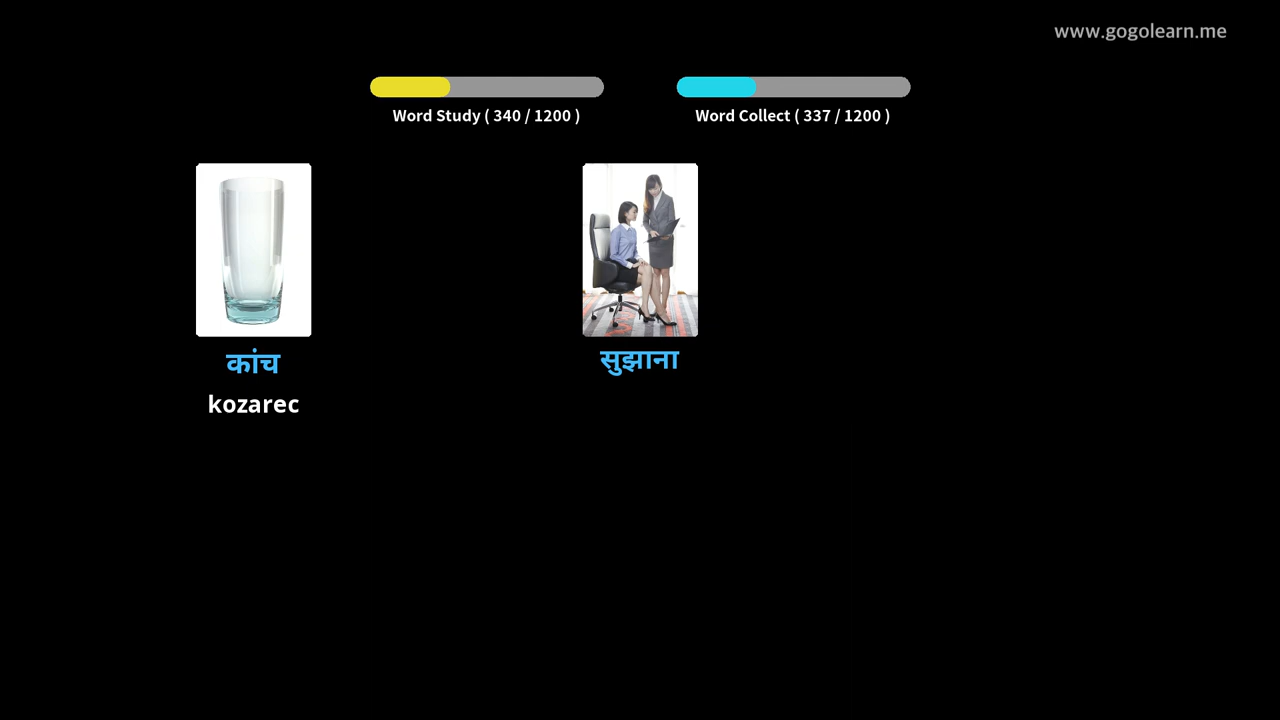 www.gogolearn.me
Word Study ( 340 / 1200 )
Word Collect ( 337 / 1200 )
कांच
kozarec
सुझाना